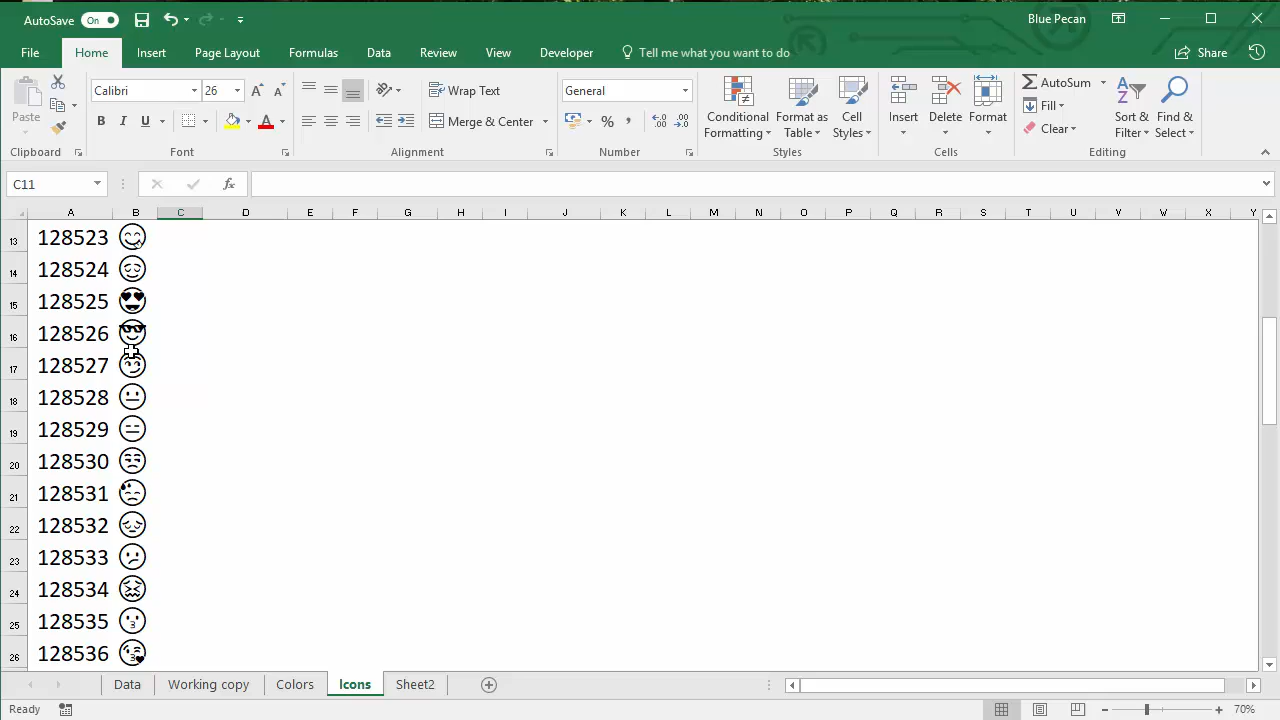 AutoSave On Blue Pecan
File Home Insert Page Layout Formulas Data Review View Developer Tell me what you want to do Share
Paste Calibri 26 A A Wrap Text General Conditional Formatting Format as Table Cell Styles Insert Delete Format AutoSum Sort & Filter Find & Select
B I U A Merge & Center % Fill
Clear
Clipboard Font Alignment Number Styles Cells Editing
C11 fx
A B C D E F G H I J K L M N O P Q R S T U V W X Y
13 128523 😋
14 128524 😌
15 128525 😍
16 128526 😎
17 128527 😏
18 128528 😐
19 128529 😑
20 128530 😒
21 128531 😓
22 128532 😔
23 128533 😕
24 128534 😖
25 128535 😗
26 128536 😘
Data Working copy Colors Icons Sheet2
Ready 70%